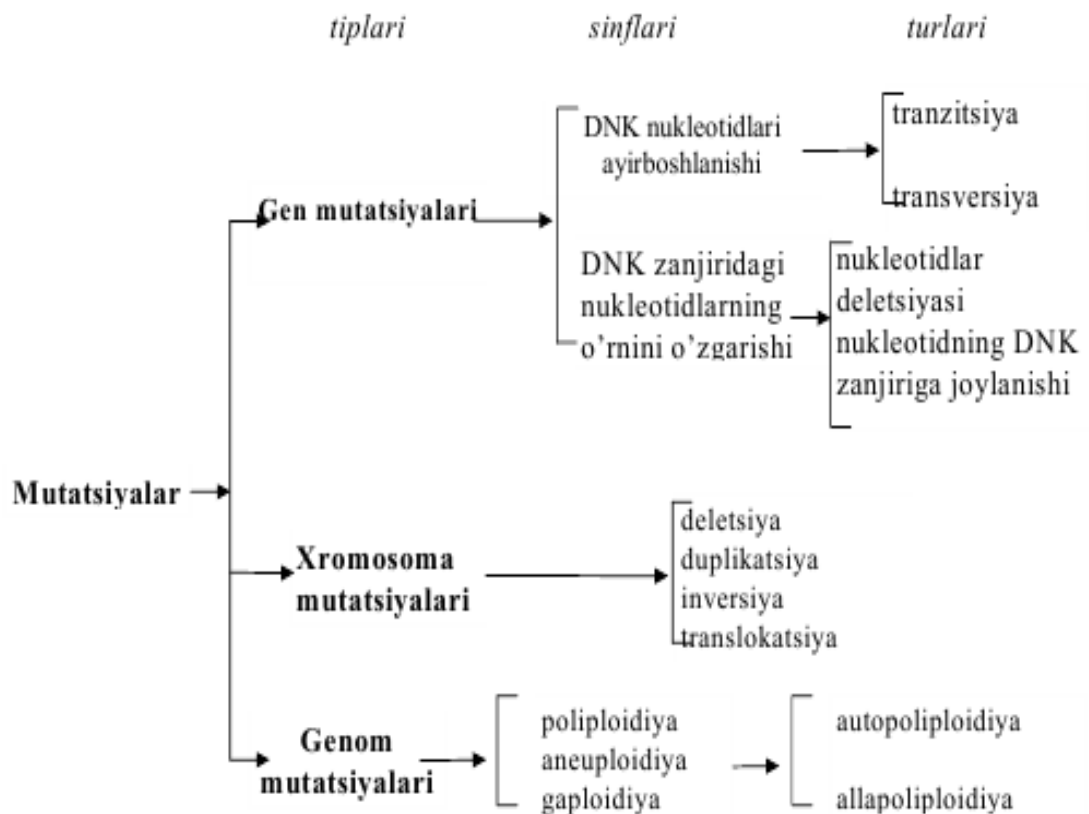 tiplari sinflari turlari
DNK nukleotidlari
ayirboshlanishi
tranzitsiya
transversiya
Gen mutatsiyalari
DNK zanjiridagi
nukleotidlarning
o’rnini o’zgarishi
nukleotidlar
deletsiyasi
nukleotidning DNK
zanjiriga joylanishi
Mutatsiyalar
Xromosoma
mutatsiyalari
deletsiya
duplikatsiya
inversiya
translokatsiya
Genom
mutatsiyalari
poliploidiya
aneuploidiya
gaploidiya
autopoliploidiya
allapoliploidiya